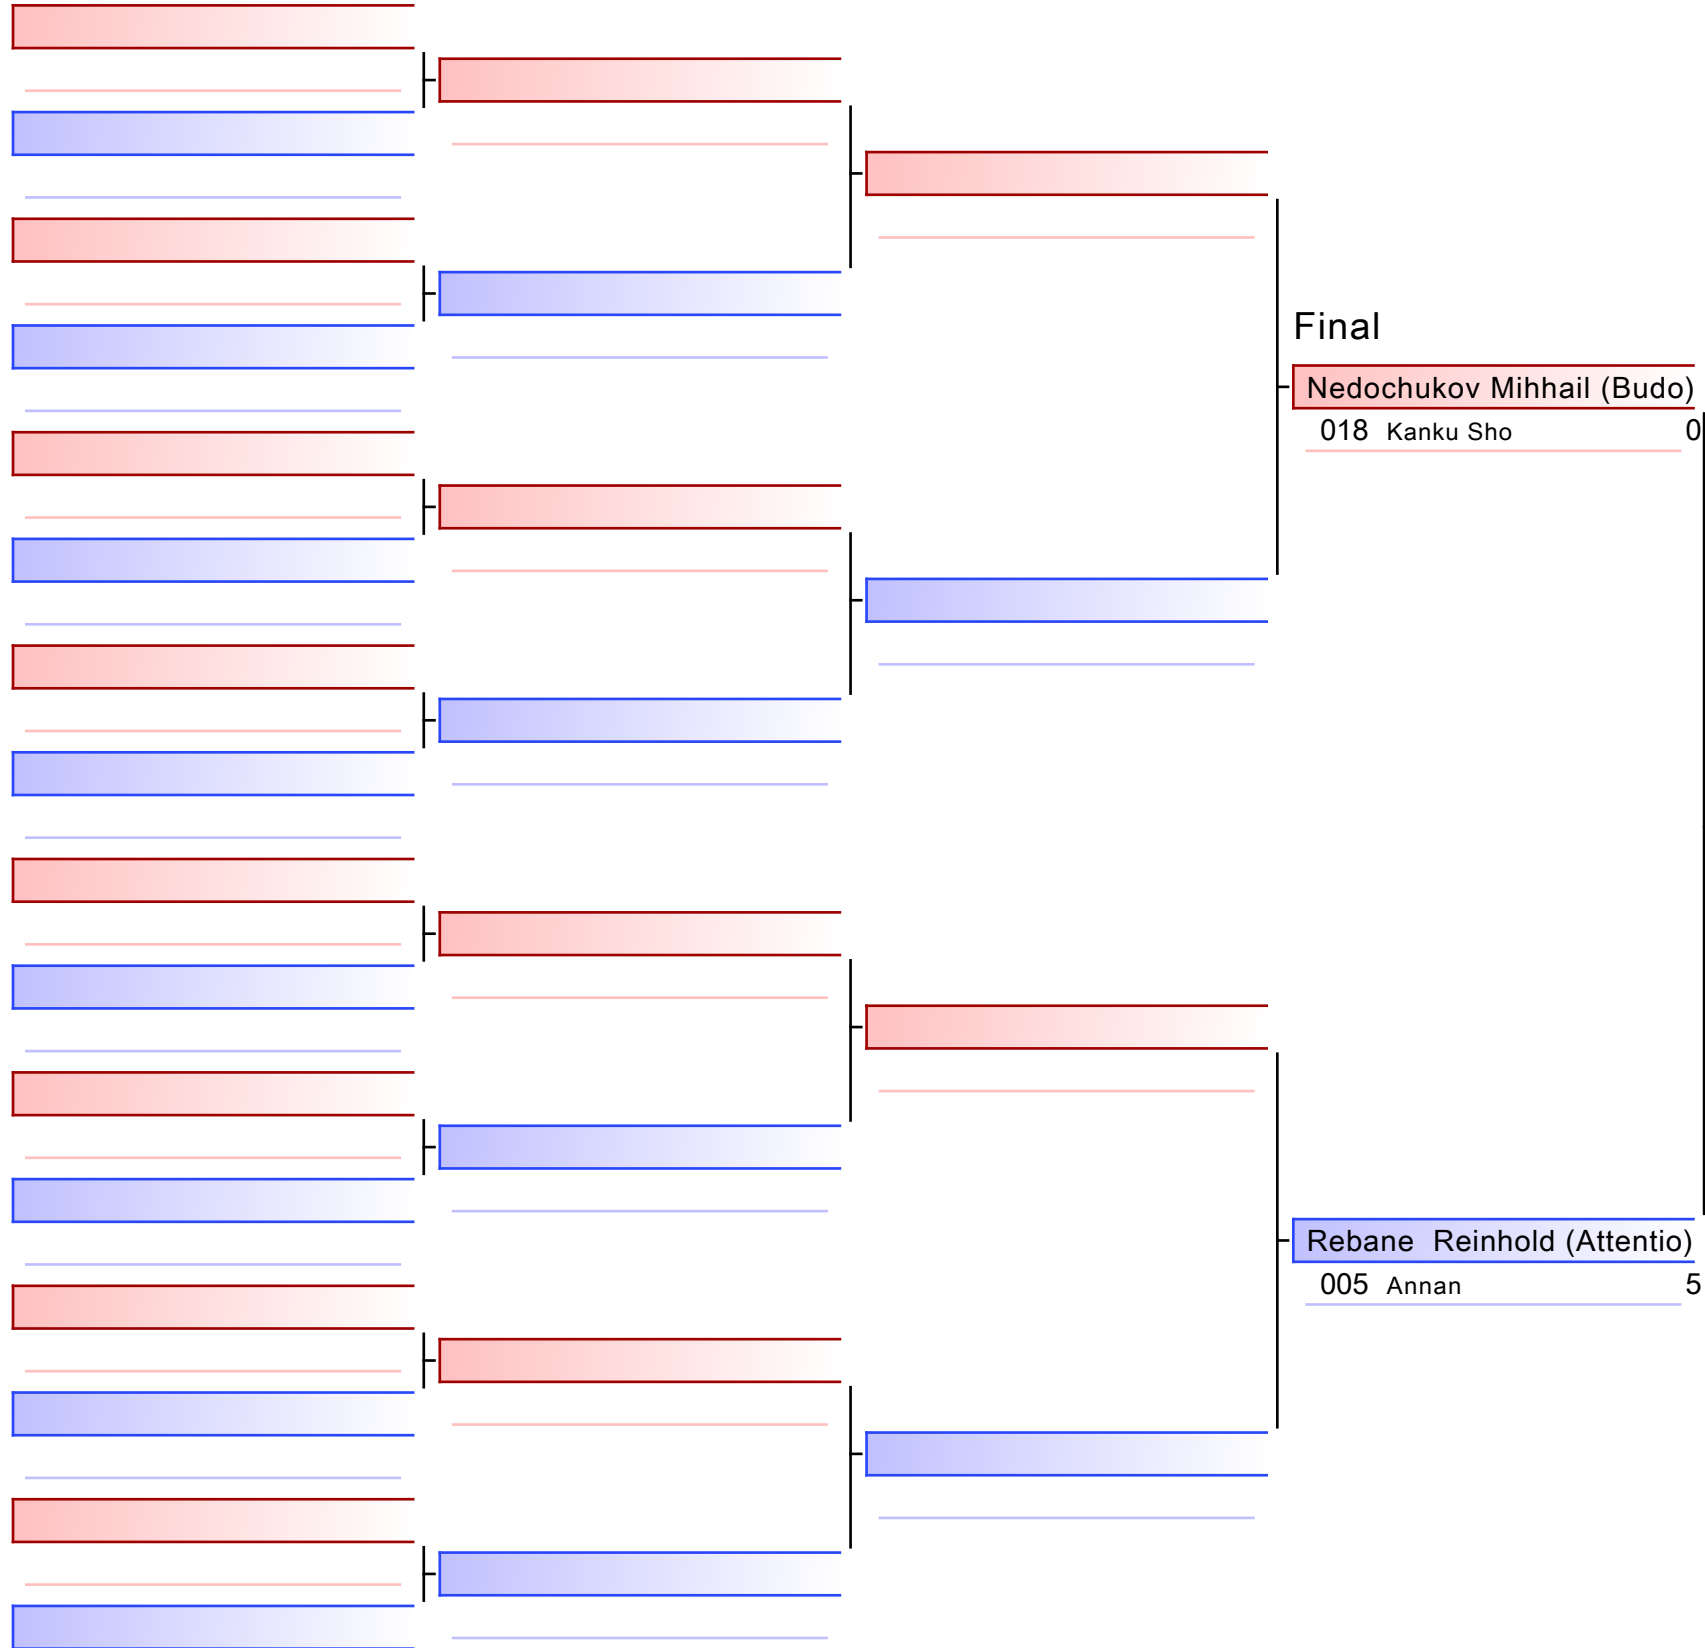 Final
Nedochukov Mihhail (Budo)
018 Kanku Sho 0
Rebane Reinhold (Attentio)
005 Annan 5